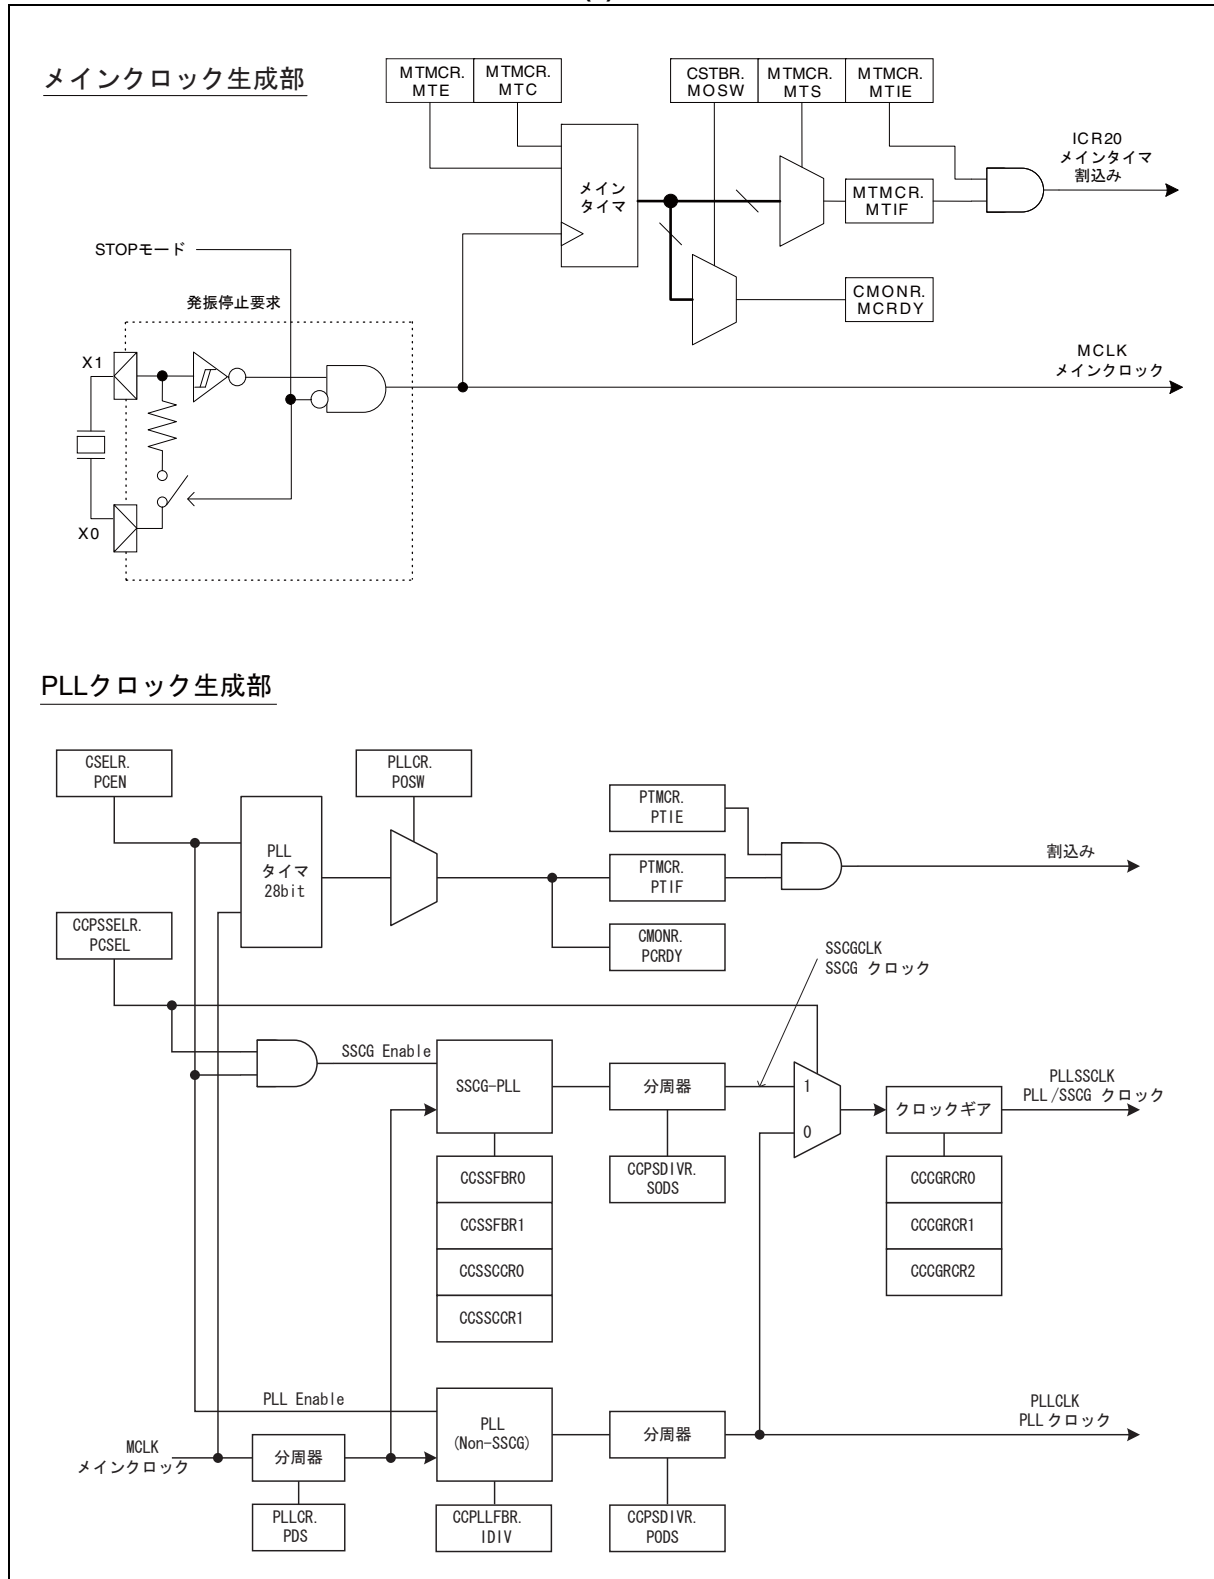 メインクロック生成部
MTMCR.
MTE
MTMCR.
MTC
CSTBR.
MOSW
MTMCR.
MTS
MTMCR.
MTIE
ICR20
メインタイマ
割込み
メイン
タイマ
MTMCR.
MTIF
STOPモード
発振停止要求
CMONR.
MCRDY
X1
MCLK
メインクロック
X0
PLLクロック生成部
CSELR.
PCEN
PLLCR.
POSW
PTMCR.
PTIE
PLL
タイマ
28bit
割込み
PTMCR.
PTIF
CCPSSELR.
PCSEL
CMONR.
PCRDY
SSCGCLK
SSCG クロック
SSCG Enable
SSCG-PLL
分周器
1
0
クロックギア
PLLSSCLK
PLL/SSCG クロック
CCSSFBR0
CCSSFBR1
CCSSCCR0
CCSSCCR1
CCPSDIVR.
SODS
CCCGRCR0
CCCGRCR1
CCCGRCR2
PLL Enable
PLL
(Non-SSCG)
分周器
PLLCLK
PLL クロック
MCLK
メインクロック
分周器
PLLCR.
PDS
CCPLLFBR.
IDIV
CCPSDIVR.
PODS